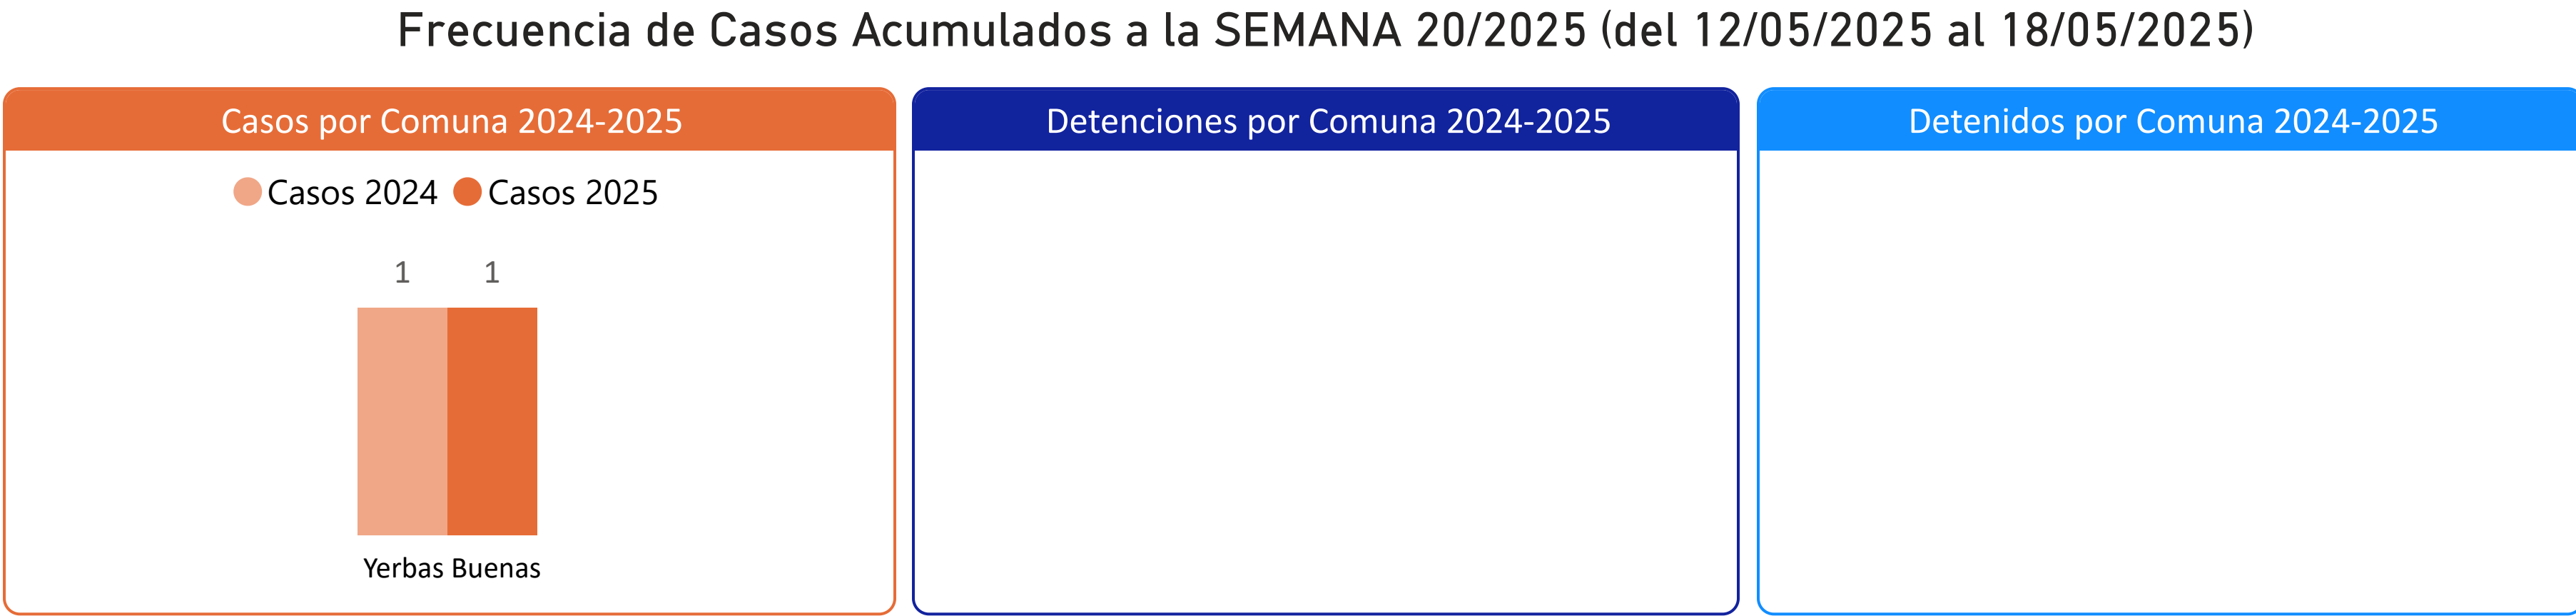 Frecuencia de Casos Acumulados a la SEMANA 20/2025 (del 12/05/2025 al 18/05/2025)
Casos por Comuna 2024-2025
Casos 2024 Casos 2025
1 1
Yerbas Buenas
Detenciones por Comuna 2024-2025
Detenidos por Comuna 2024-2025